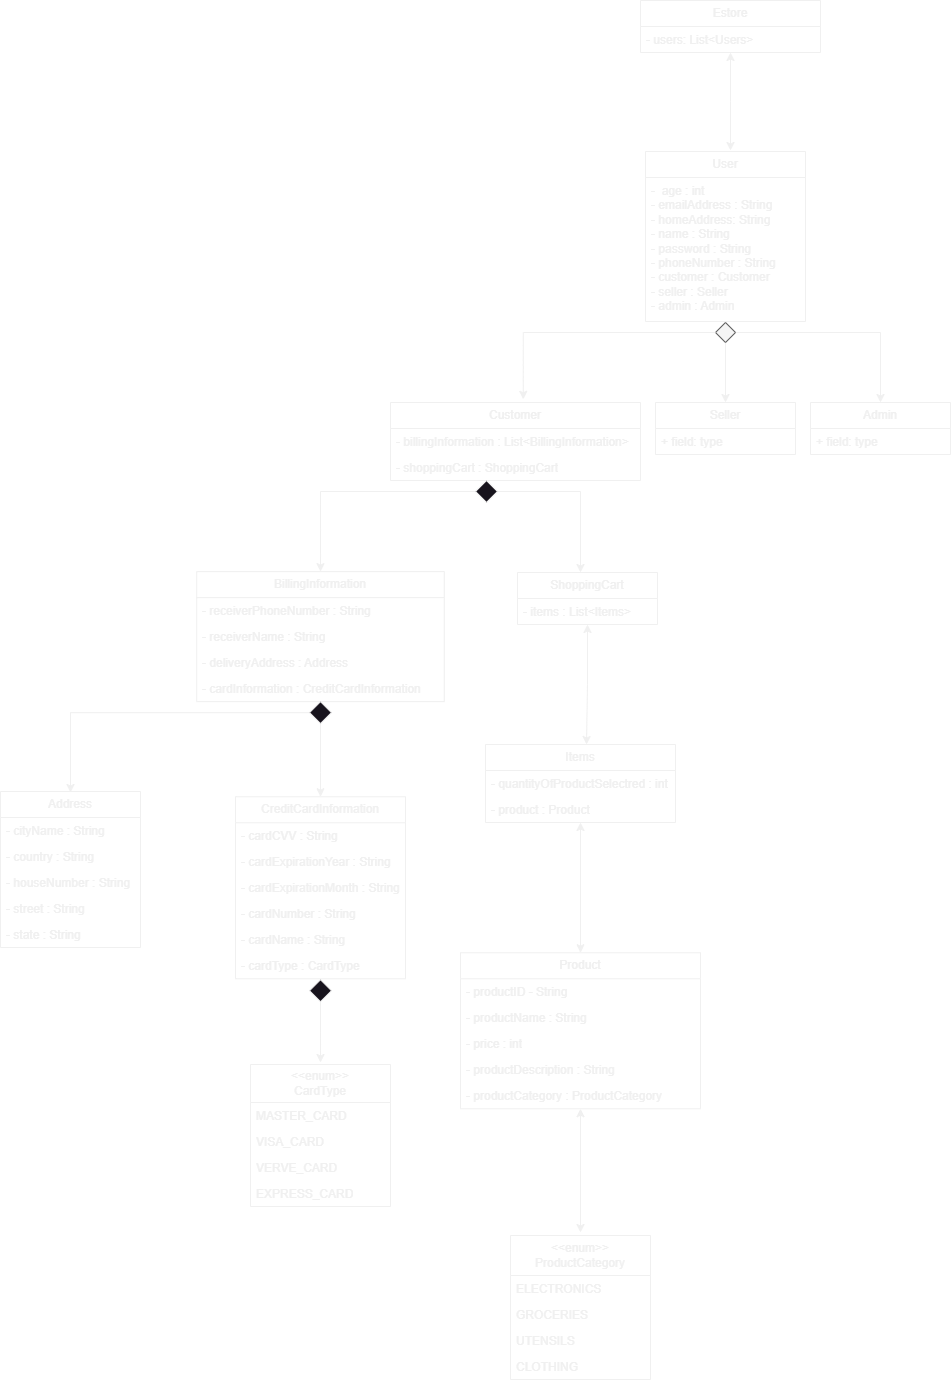 Estore
- users: List<Users>
User
- age : int
- emailAddress : String
- homeAddress: String
- name : String
- password : String
- phoneNumber : String
- customer : Customer
- seller : Seller
- admin : Admin
Customer
- billingInformation : List<BillingInformation>
- shoppingCart : ShoppingCart
Seller
+ field: type
Admin
+ field: type
BillingInformation
- receiverPhoneNumber : String
- receiverName : String
- deliveryAddress : Address
- cardInformation : CreditCardInformation
ShoppingCart
- items : List<Items>
Items
- quantityOfProductSelectred : int
- product : Product
Address
- cityName : String
- country : String
- houseNumber : String
- street : String
- state : String
CreditCardInformation
- cardCVV : String
- cardExpirationYear : String
- cardExpirationMonth : String
- cardNumber : String
- cardName : String
- cardType : CardType
Product
- productID - String
- productName : String
- price : int
- productDescription : String
- productCategory : ProductCategory
<<enum>>
CardType
MASTER_CARD
VISA_CARD
VERVE_CARD
EXPRESS_CARD
<<enum>>
ProductCategory
ELECTRONICS
GROCERIES
UTENSILS
CLOTHING